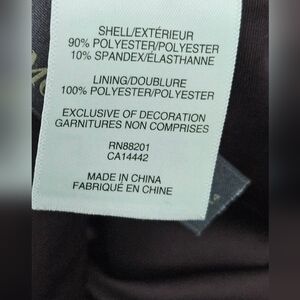 SHELL/EXTÉRIEUR
90% POLYESTER/POLYESTER
10% SPANDEX/ÉLASTHANNE
LINING/DOUBLURE
100% POLYESTER/POLYESTER
EXCLUSIVE OF DECORATION
GARNITURES NON COMPRISES
RN88201
CA14442
MADE IN CHINA
FABRIQUÉ EN CHINE